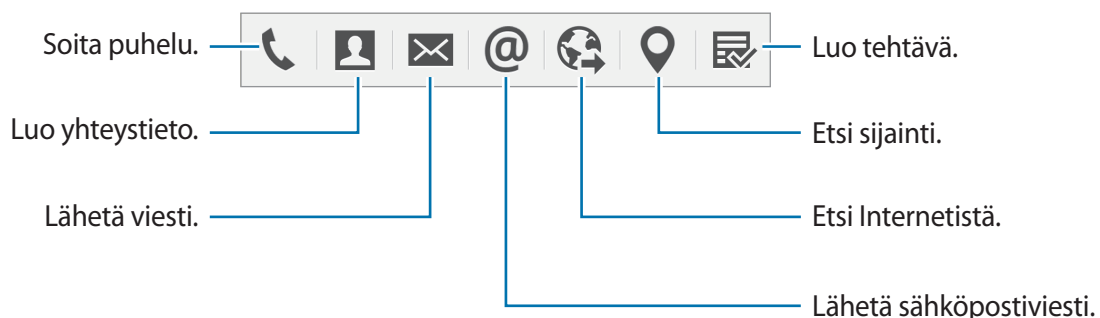 Soita puhelu.
Luo tehtävä.
Luo yhteystieto.
Etsi sijainti.
Lähetä viesti.
Etsi Internetistä.
Lähetä sähköpostiviesti.